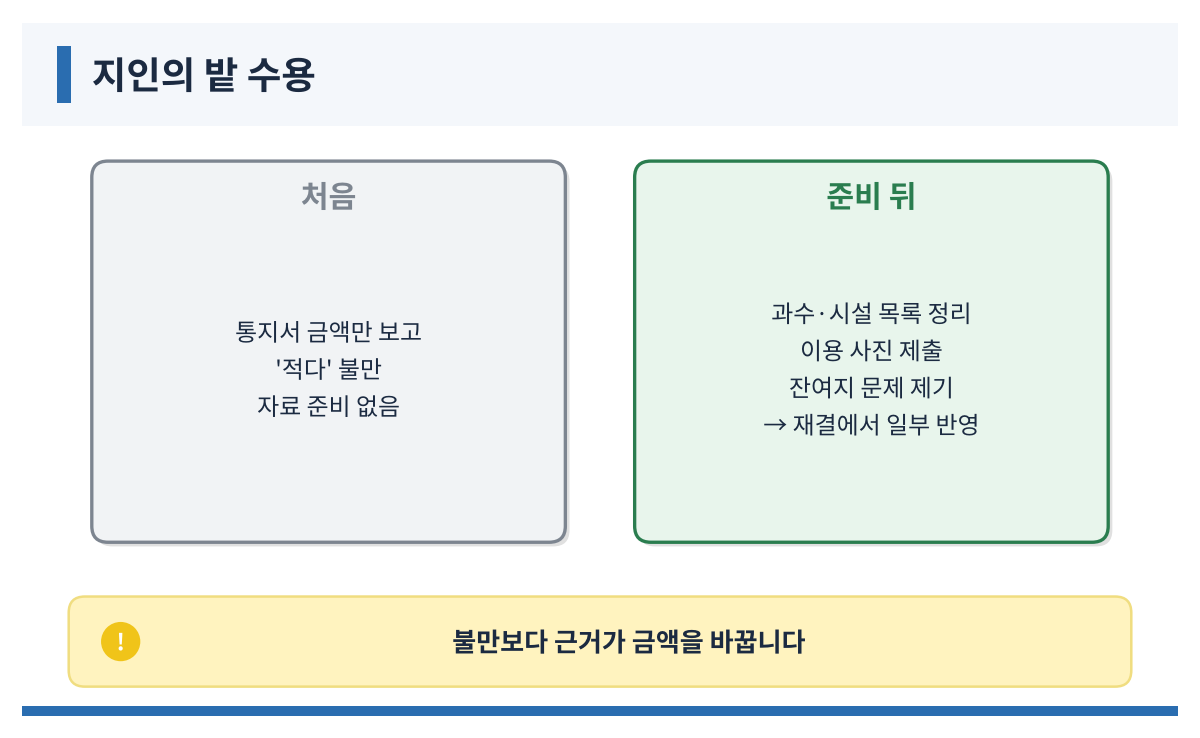 지인의 밭 수용
처음
통지서 금액만 보고
'적다' 불만
자료 준비 없음
준비 뒤
과수·시설 목록 정리
이용 사진 제출
잔여지 문제 제기
→ 재결에서 일부 반영
!
불만보다 근거가 금액을 바꿉니다